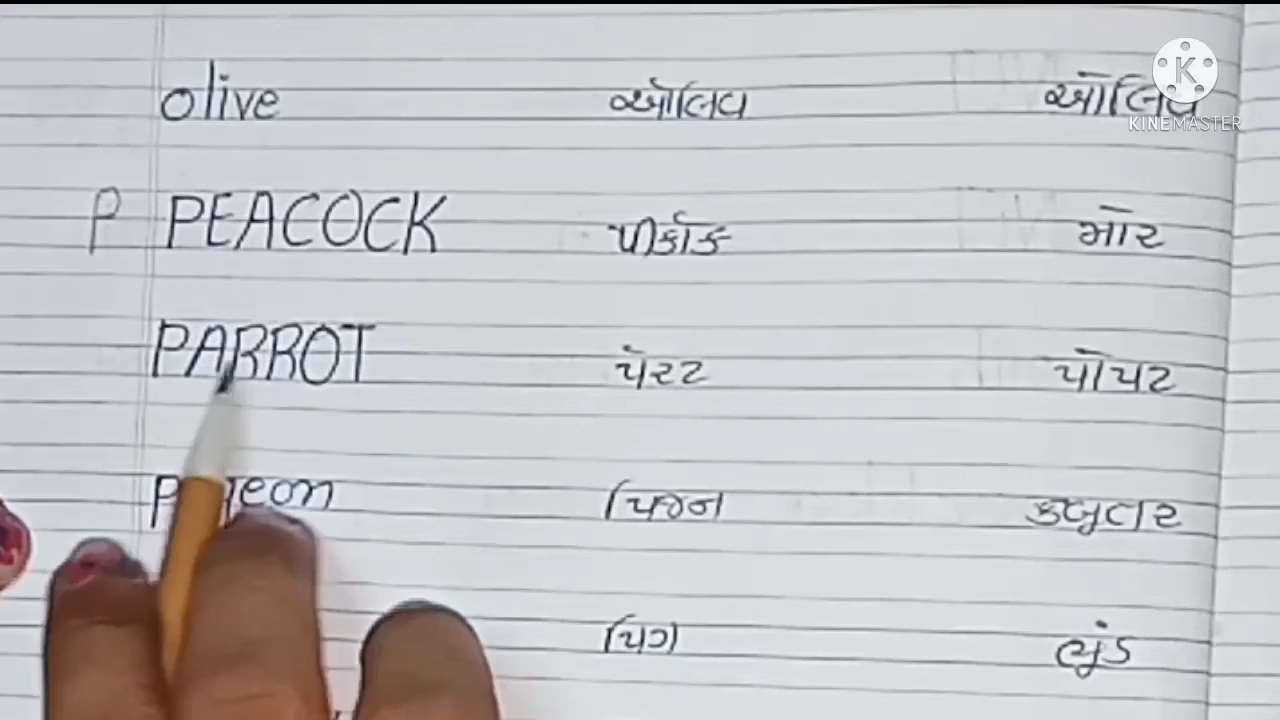 olive ઓલિવ ઓલિવ
P PEACOCK પીકૉક મોર
PARROT પેરટ પોપટ
પિજન કબુતર
પિગ ભુંડ
K
KINEMASTER